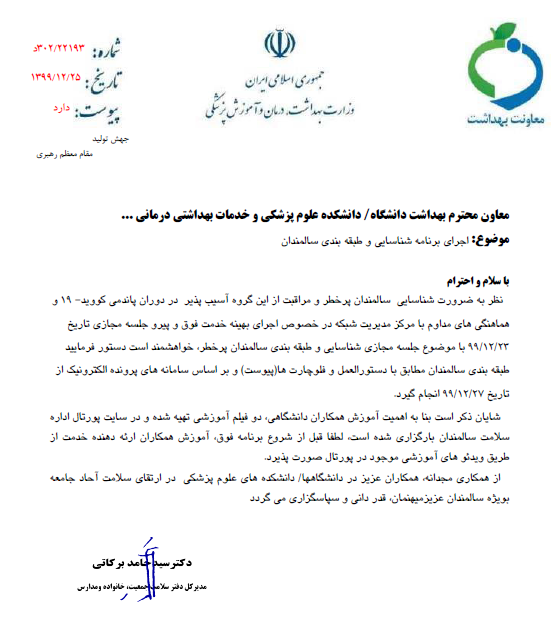 شماره: ۳۰۲/۲۲۱۹۳د
تاریخ: ۱۳۹۹/۱۲/۲۵
پیوست: دارد
جهش تولید
مقام معظم رهبری
جمهوری اسلامی ایران
وزارت بهداشت، درمان و آموزش پزشکی
معاونت بهداشت
معاون محترم بهداشت دانشگاه/ دانشکده علوم پزشکی و خدمات بهداشتی درمانی ...
موضوع: اجرای برنامه شناسایی و طبقه بندی سالمندان
با سلام و احترام
نظر به ضرورت شناسایی سالمندان پرخطر و مراقبت از این گروه آسیب پذیر در دوران پاندمی کووید- ۱۹ و
هماهنگی های مداوم با مرکز مدیریت شبکه در خصوص اجرای بهینه خدمت فوق و پیرو جلسه مجازی تاریخ
۹۹/۱۲/۲۳ با موضوع جلسه مجازی شناسایی و طبقه بندی سالمندان پرخطر، خواهشمند است دستور فرمایید
طبقه بندی سالمندان مطابق با دستورالعمل و فلوچارت ها(پیوست) و بر اساس سامانه های پرونده الکترونیک از
تاریخ ۹۹/۱۲/۲۷ انجام گیرد.
شایان ذکر است بنا به اهمیت آموزش همکاران دانشگاهی، دو فیلم آموزشی تهیه شده و در سایت پورتال اداره
سلامت سالمندان بارگزاری شده است، لطفا قبل از شروع برنامه فوق، آموزش همکاران ارئه دهنده خدمت از
طریق ویدئو های آموزشی موجود در پورتال صورت پذیرد.
از همکاری مجدانه، همکاران عزیز در دانشگاهها/ دانشکده های علوم پزشکی در ارتقای سلامت آحاد جامعه
بویژه سالمندان عزیزمیهنمان، قدر دانی و سپاسگزاری می گردد
دکترسیدحامد برکاتی
مدیرکل دفتر سلامت جمعیت، خانواده ومدارس